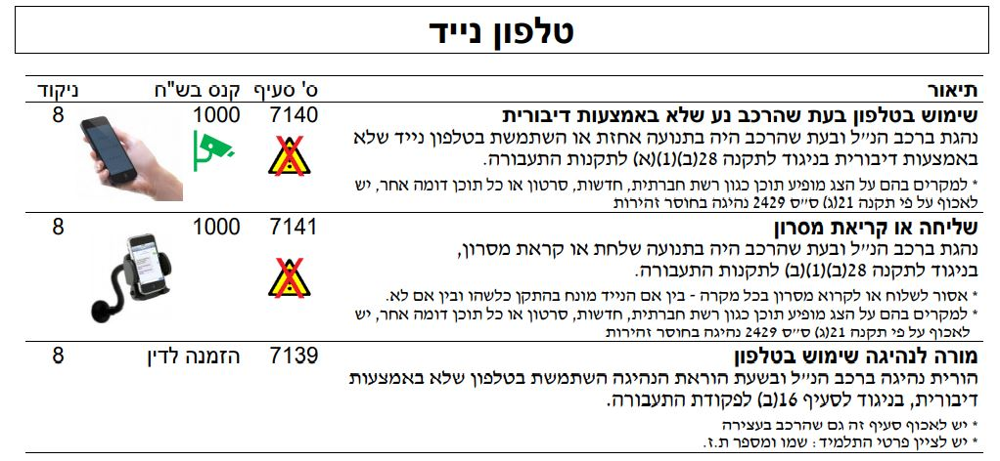 טלפון נייד
תיאור ס' סעיף קנס בש"ח ניקוד
שימוש בטלפון בעת שהרכב נע שלא באמצעות דיבורית 7140 1000 8
נהגת ברכב הנ״ל ובעת שהרכב היה בתנועה אחזת או השתמשת בטלפון נייד שלא
באמצעות דיבורית בניגוד לתקנה 28(ב)(1)(א) לתקנות התעבורה.
* למקרים בהם על הצג מופיע תוכן כגון רשת חברתית, חדשות, סרטון או כל תוכן דומה אחר, יש
לאכוף על פי תקנה 21(ג) ס״ס 2429 נהיגה בחוסר זהירות
שליחה או קריאת מסרון 7141 1000 8
נהגת ברכב הנ״ל ובעת שהרכב היה בתנועה שלחת או קראת מסרון,
בניגוד לתקנה 28(ב)(1)(ב) לתקנות התעבורה.
* אסור לשלוח או לקרוא מסרון בכל מקרה - בין אם הנייד מונח בהתקן כלשהו ובין אם לא.
* למקרים בהם על הצג מופיע תוכן כגון רשת חברתית, חדשות, סרטון או כל תוכן דומה אחר, יש
לאכוף על פי תקנה 21(ג) ס״ס 2429 נהיגה בחוסר זהירות
מורה לנהיגה שימוש בטלפון 7139 הזמנה לדין 8
הורית נהיגה ברכב הנ״ל ובשעת הוראת הנהיגה השתמשת בטלפון שלא באמצעות
דיבורית, בניגוד לסעיף 16(ב) לפקודת התעבורה.
* יש לאכוף סעיף זה גם שהרכב בעצירה
* יש לציין פרטי התלמיד: שמו ומספר ת.ז.